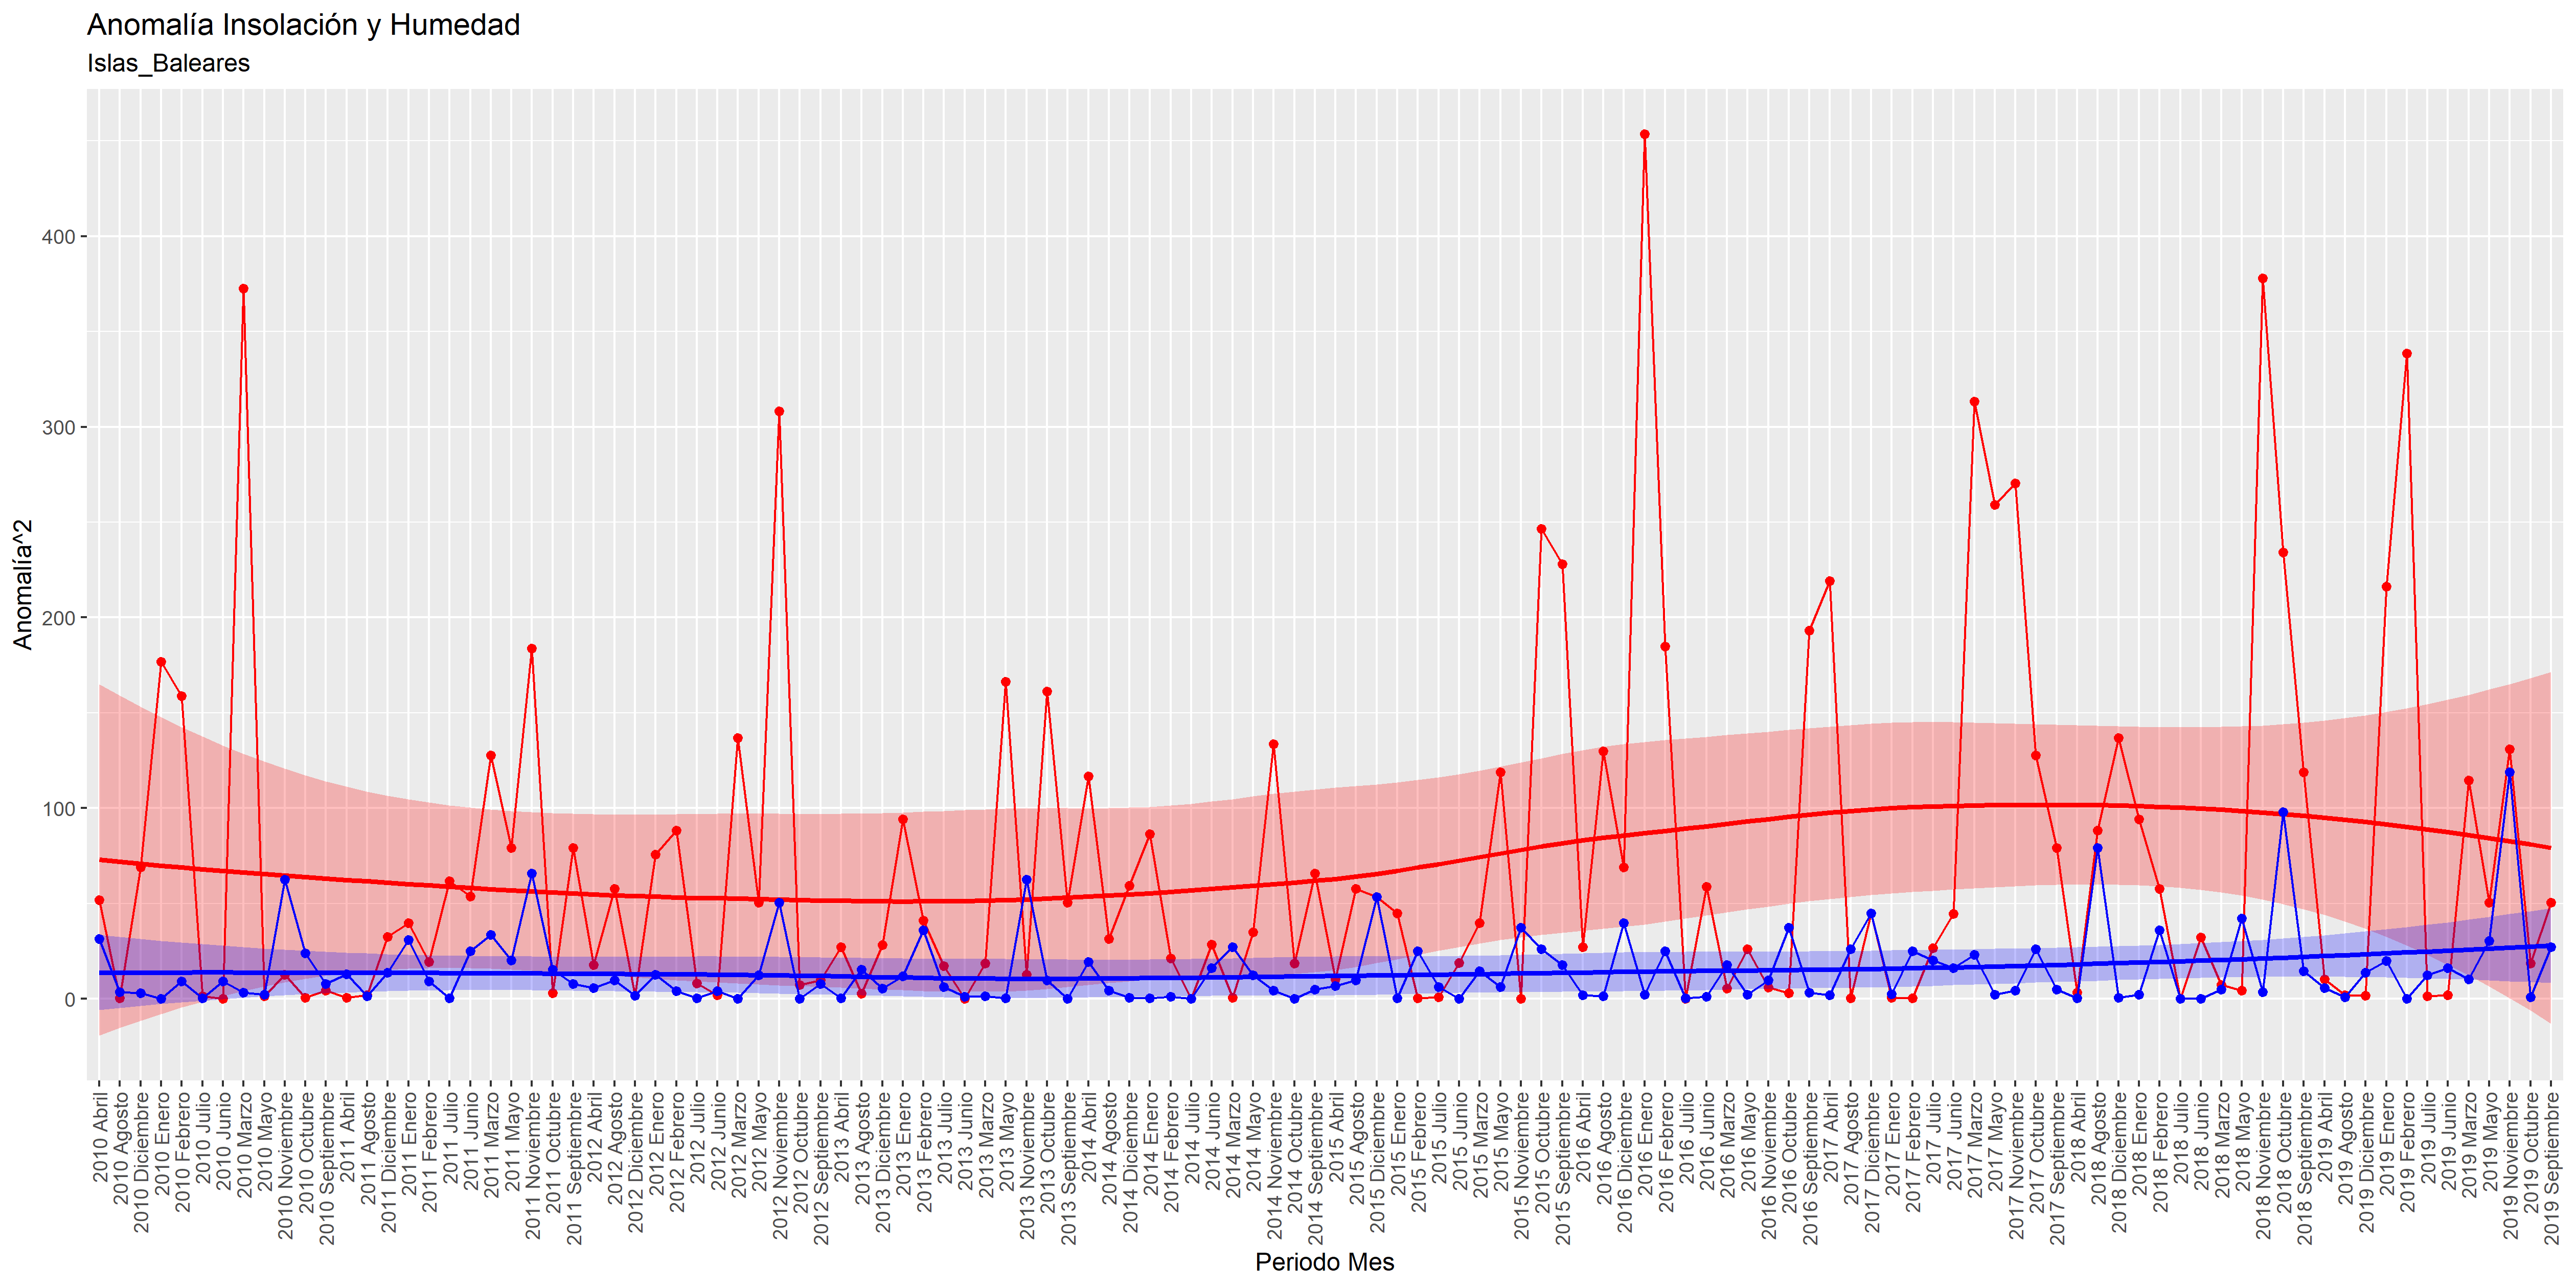 Anomalía Insolación y Humedad
Islas_Baleares
Anomalía^2
400
300
200
100
0
2010 Abril
2010 Agosto
2010 Diciembre
2010 Enero
2010 Febrero
2010 Julio
2010 Junio
2010 Marzo
2010 Mayo
2010 Noviembre
2010 Octubre
2010 Septiembre
2011 Abril
2011 Agosto
2011 Diciembre
2011 Enero
2011 Febrero
2011 Julio
2011 Junio
2011 Marzo
2011 Mayo
2011 Noviembre
2011 Octubre
2011 Septiembre
2012 Abril
2012 Agosto
2012 Diciembre
2012 Enero
2012 Febrero
2012 Julio
2012 Junio
2012 Marzo
2012 Mayo
2012 Noviembre
2012 Octubre
2012 Septiembre
2013 Abril
2013 Agosto
2013 Diciembre
2013 Enero
2013 Febrero
2013 Julio
2013 Junio
2013 Marzo
2013 Mayo
2013 Noviembre
2013 Octubre
2013 Septiembre
2014 Abril
2014 Agosto
2014 Diciembre
2014 Enero
2014 Febrero
2014 Julio
2014 Junio
2014 Marzo
2014 Mayo
2014 Noviembre
2014 Octubre
2014 Septiembre
2015 Abril
2015 Agosto
2015 Diciembre
2015 Enero
2015 Febrero
2015 Julio
2015 Junio
2015 Marzo
2015 Mayo
2015 Noviembre
2015 Octubre
2015 Septiembre
2016 Abril
2016 Agosto
2016 Diciembre
2016 Enero
2016 Febrero
2016 Julio
2016 Junio
2016 Marzo
2016 Mayo
2016 Noviembre
2016 Octubre
2016 Septiembre
2017 Abril
2017 Agosto
2017 Diciembre
2017 Enero
2017 Febrero
2017 Julio
2017 Junio
2017 Marzo
2017 Mayo
2017 Noviembre
2017 Octubre
2017 Septiembre
2018 Abril
2018 Agosto
2018 Diciembre
2018 Enero
2018 Febrero
2018 Julio
2018 Junio
2018 Marzo
2018 Mayo
2018 Noviembre
2018 Octubre
2018 Septiembre
2019 Abril
2019 Agosto
2019 Diciembre
2019 Enero
2019 Febrero
2019 Julio
2019 Junio
2019 Marzo
2019 Mayo
2019 Noviembre
2019 Octubre
2019 Septiembre
Periodo Mes